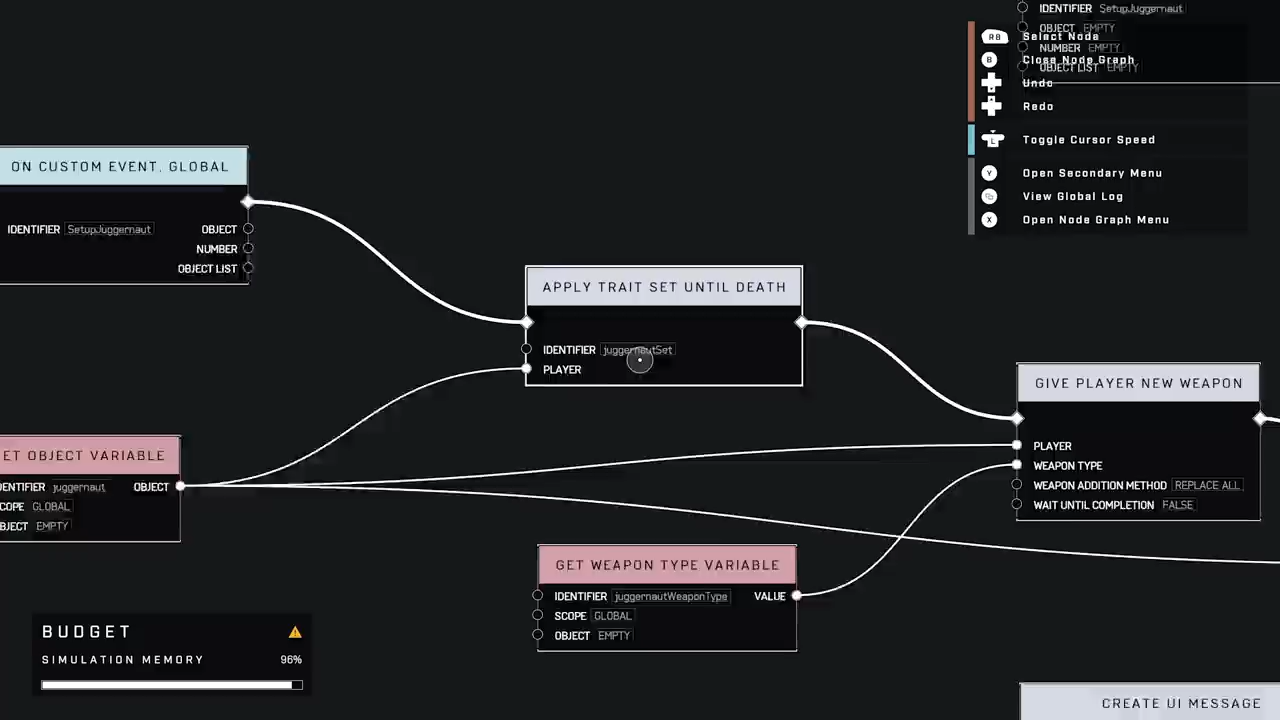 IDENTIFIER SetupJuggernaut
OBJECT EMPTY
NUMBER EMPTY
OBJECT LIST EMPTY
RB Select Node
B Close Node Graph
Undo
Redo
L Toggle Cursor Speed
Y Open Secondary Menu
View Global Log
X Open Node Graph Menu
ON CUSTOM EVENT, GLOBAL
IDENTIFIER SetupJuggernaut OBJECT
NUMBER
OBJECT LIST
APPLY TRAIT SET UNTIL DEATH
IDENTIFIER juggernautSet
PLAYER
GIVE PLAYER NEW WEAPON
PLAYER
WEAPON TYPE
WEAPON ADDITION METHOD REPLACE ALL
WAIT UNTIL COMPLETION FALSE
ET OBJECT VARIABLE
DENTIFIER juggernaut OBJECT
COPE GLOBAL
BJECT EMPTY
GET WEAPON TYPE VARIABLE
IDENTIFIER juggernautWeaponType VALUE
SCOPE GLOBAL
OBJECT EMPTY
BUDGET
SIMULATION MEMORY 96%
CREATE UI MESSAGE